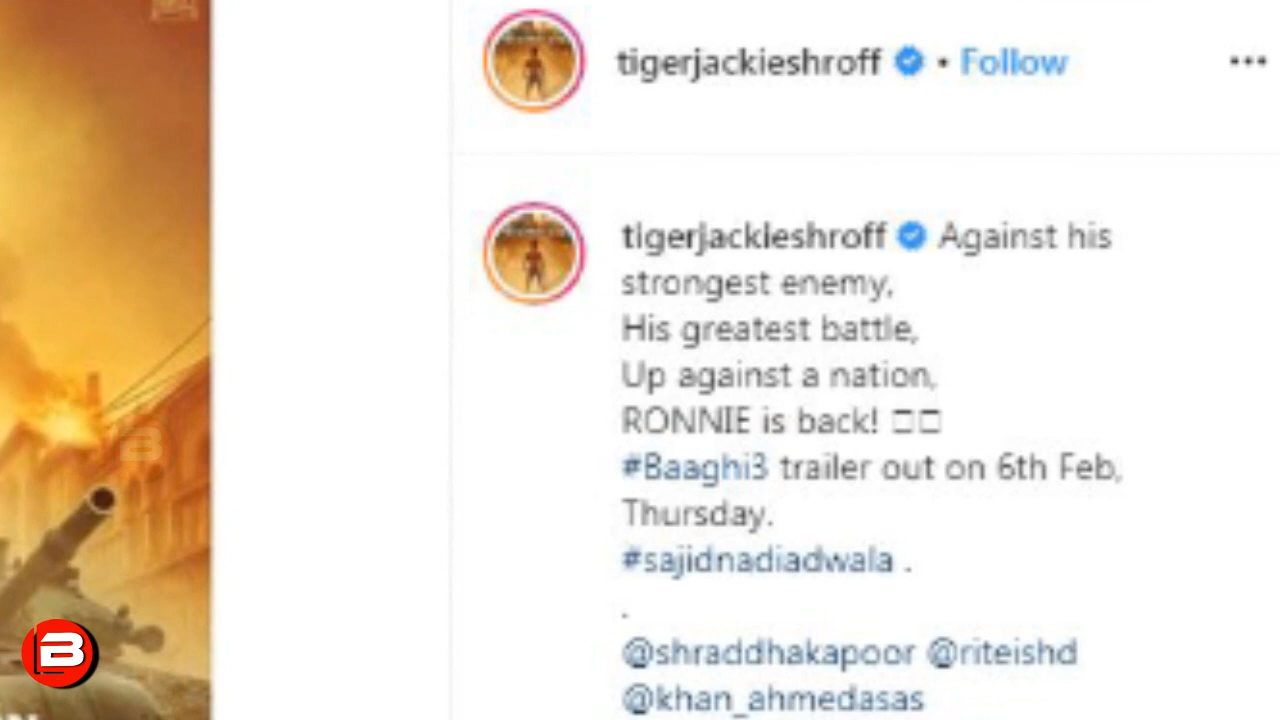 tigerjackieshroff • Follow
tigerjackieshroff Against his
strongest enemy,
His greatest battle,
Up against a nation,
RONNIE is back! □□
#Baaghi3 trailer out on 6th Feb,
Thursday.
#sajidnadiadwala .
.
@shraddhakapoor @riteishd
@khan_ahmedasas
B